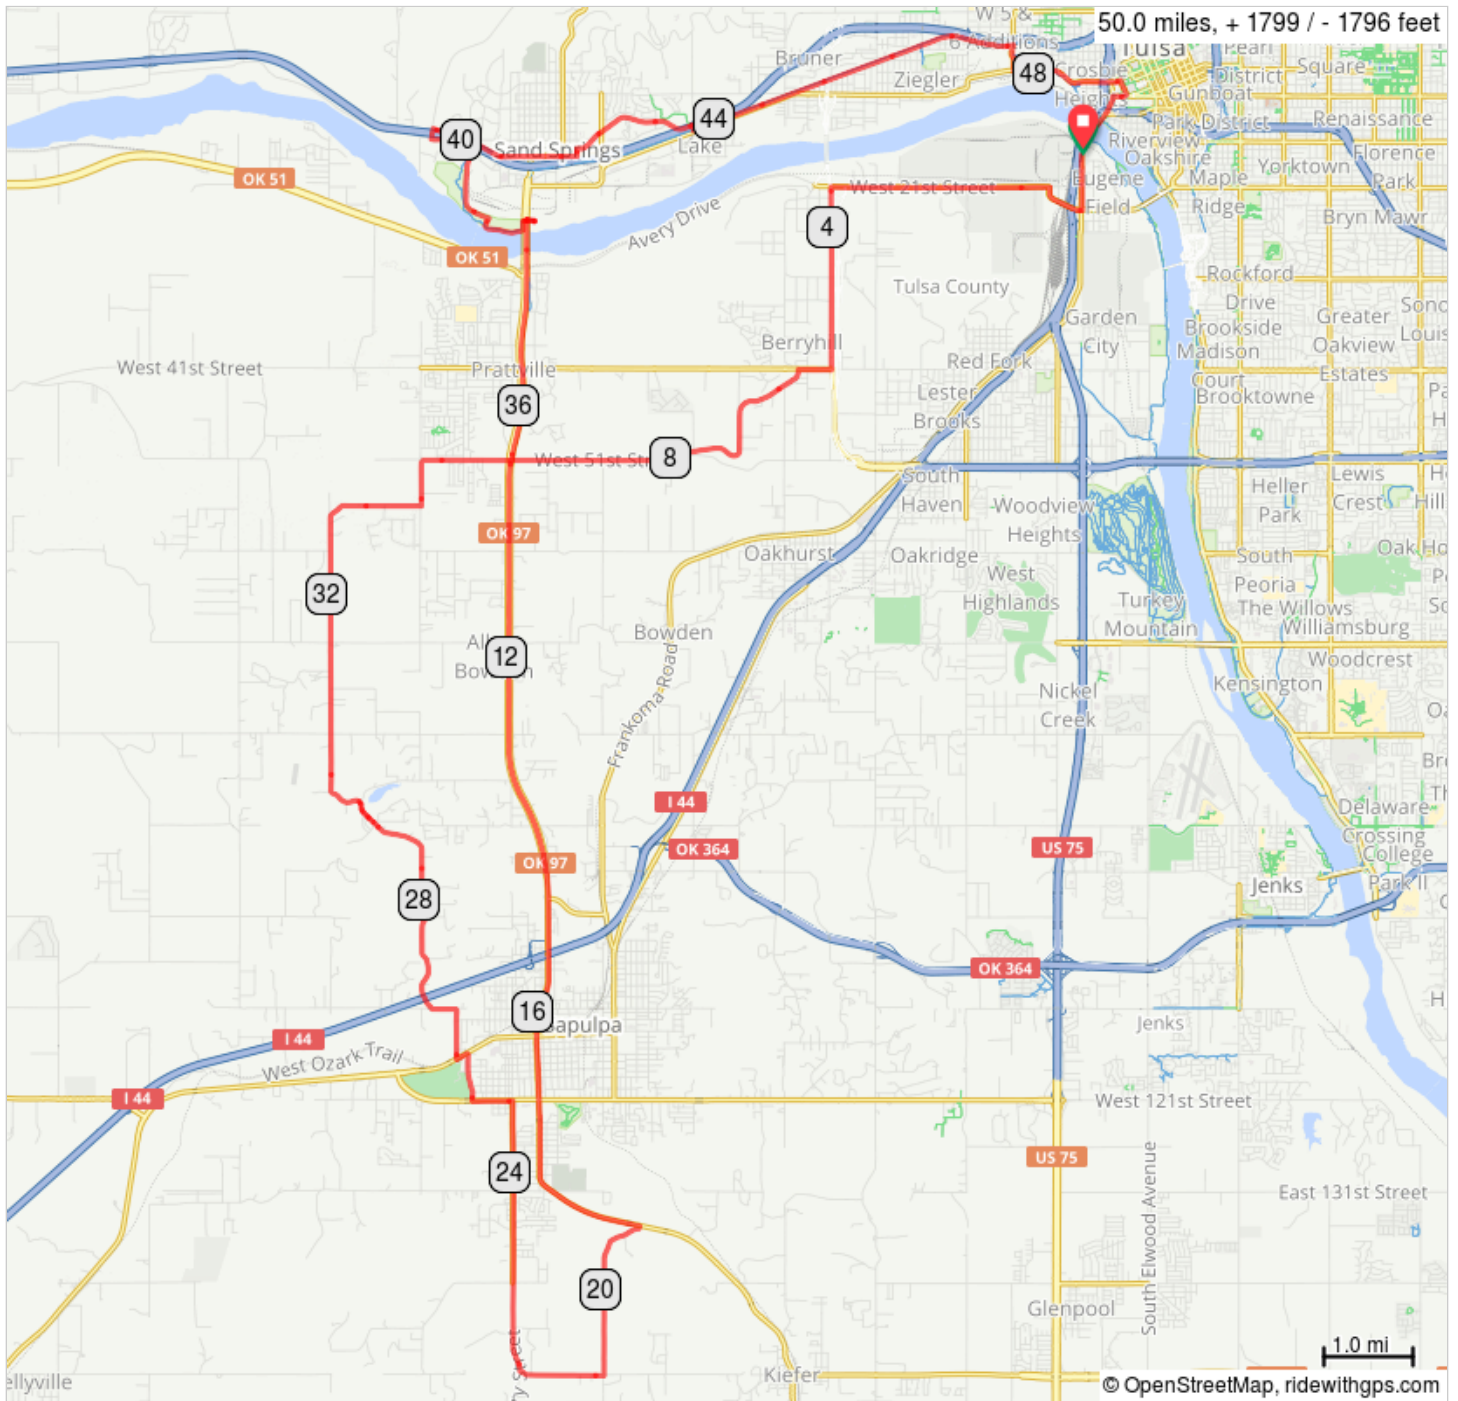 50.0 miles, + 1799 / - 1796 feet
W 5 &
Tulsa
Pearl
6 Additions
Bruner
Ziegler
48
Crosbie
Heights
District
Square
Gunboat
Park District
Renaissance
44
40
Sand Springs
Lake
Riverview
Oakshire
Florence
Park
Yorktown
OK 51
West 21st Street
Eugene
Field
Maple
Ridge
Bryn Mawr
Avery Drive
4
OK 51
Tulsa County
Rockford
Drive
Garden
City
Brookside
Greater
Oakview
Estates
Berryhill
Madison
Court
West 41st Street
Prattville
Red Fork
Lester
Brooks
Brooktowne
36
West 51st St
8
South
Haven
Lewis
Crest
Heller
Park
Woodview
Heights
OK 97
Oakhurst
Oakridge
South
Peoria
West
Highlands
32
Turkey
Mountain
The Willows
Williamsburg
Bowden
12
Woodcrest
Frankoma Road
Nickel
Creek
Kensington
I 44
OK 364
Delaware
Crossing
College
Park II
US 75
OK 97
Jenks
28
OK 364
16
Sapulpa
Jenks
I 44
West Ozark Trail
I 44
West 121st Street
US 75
24
South Elwood Avenue
East 131st Street
20
Glenpool
Kiefer
1.0 mi
ellyville
© OpenStreetMap, ridewithgps.com